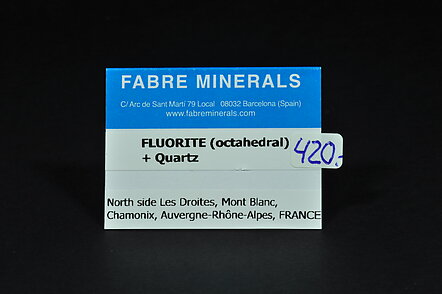 FABRE MINERALS
C/ Arc de Sant Martí 79 Local 08032 Barcelona (Spain)
www.fabreminerals.com
FLUORITE (octahedral)
+ Quartz
420.-
North side Les Droites, Mont Blanc,
Chamonix, Auvergne-Rhône-Alpes, FRANCE